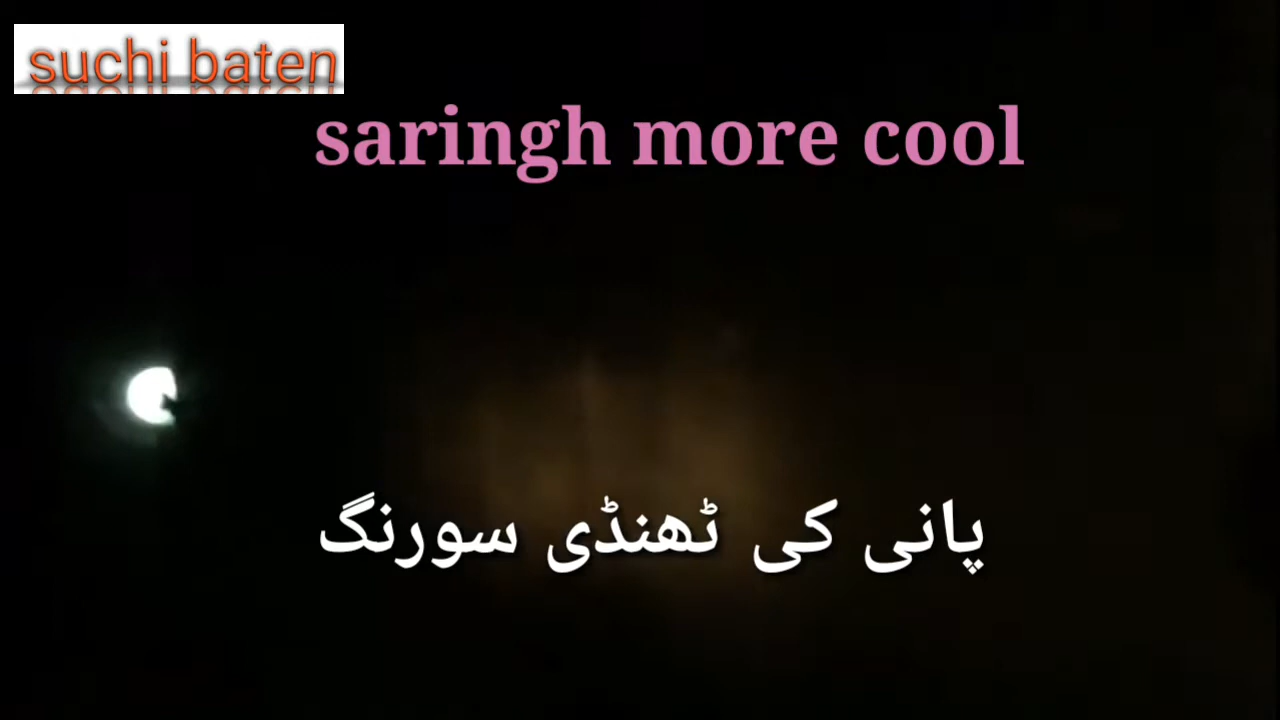 suchi baten
saringh more cool
پانی کی ٹھنڈی سورنگ